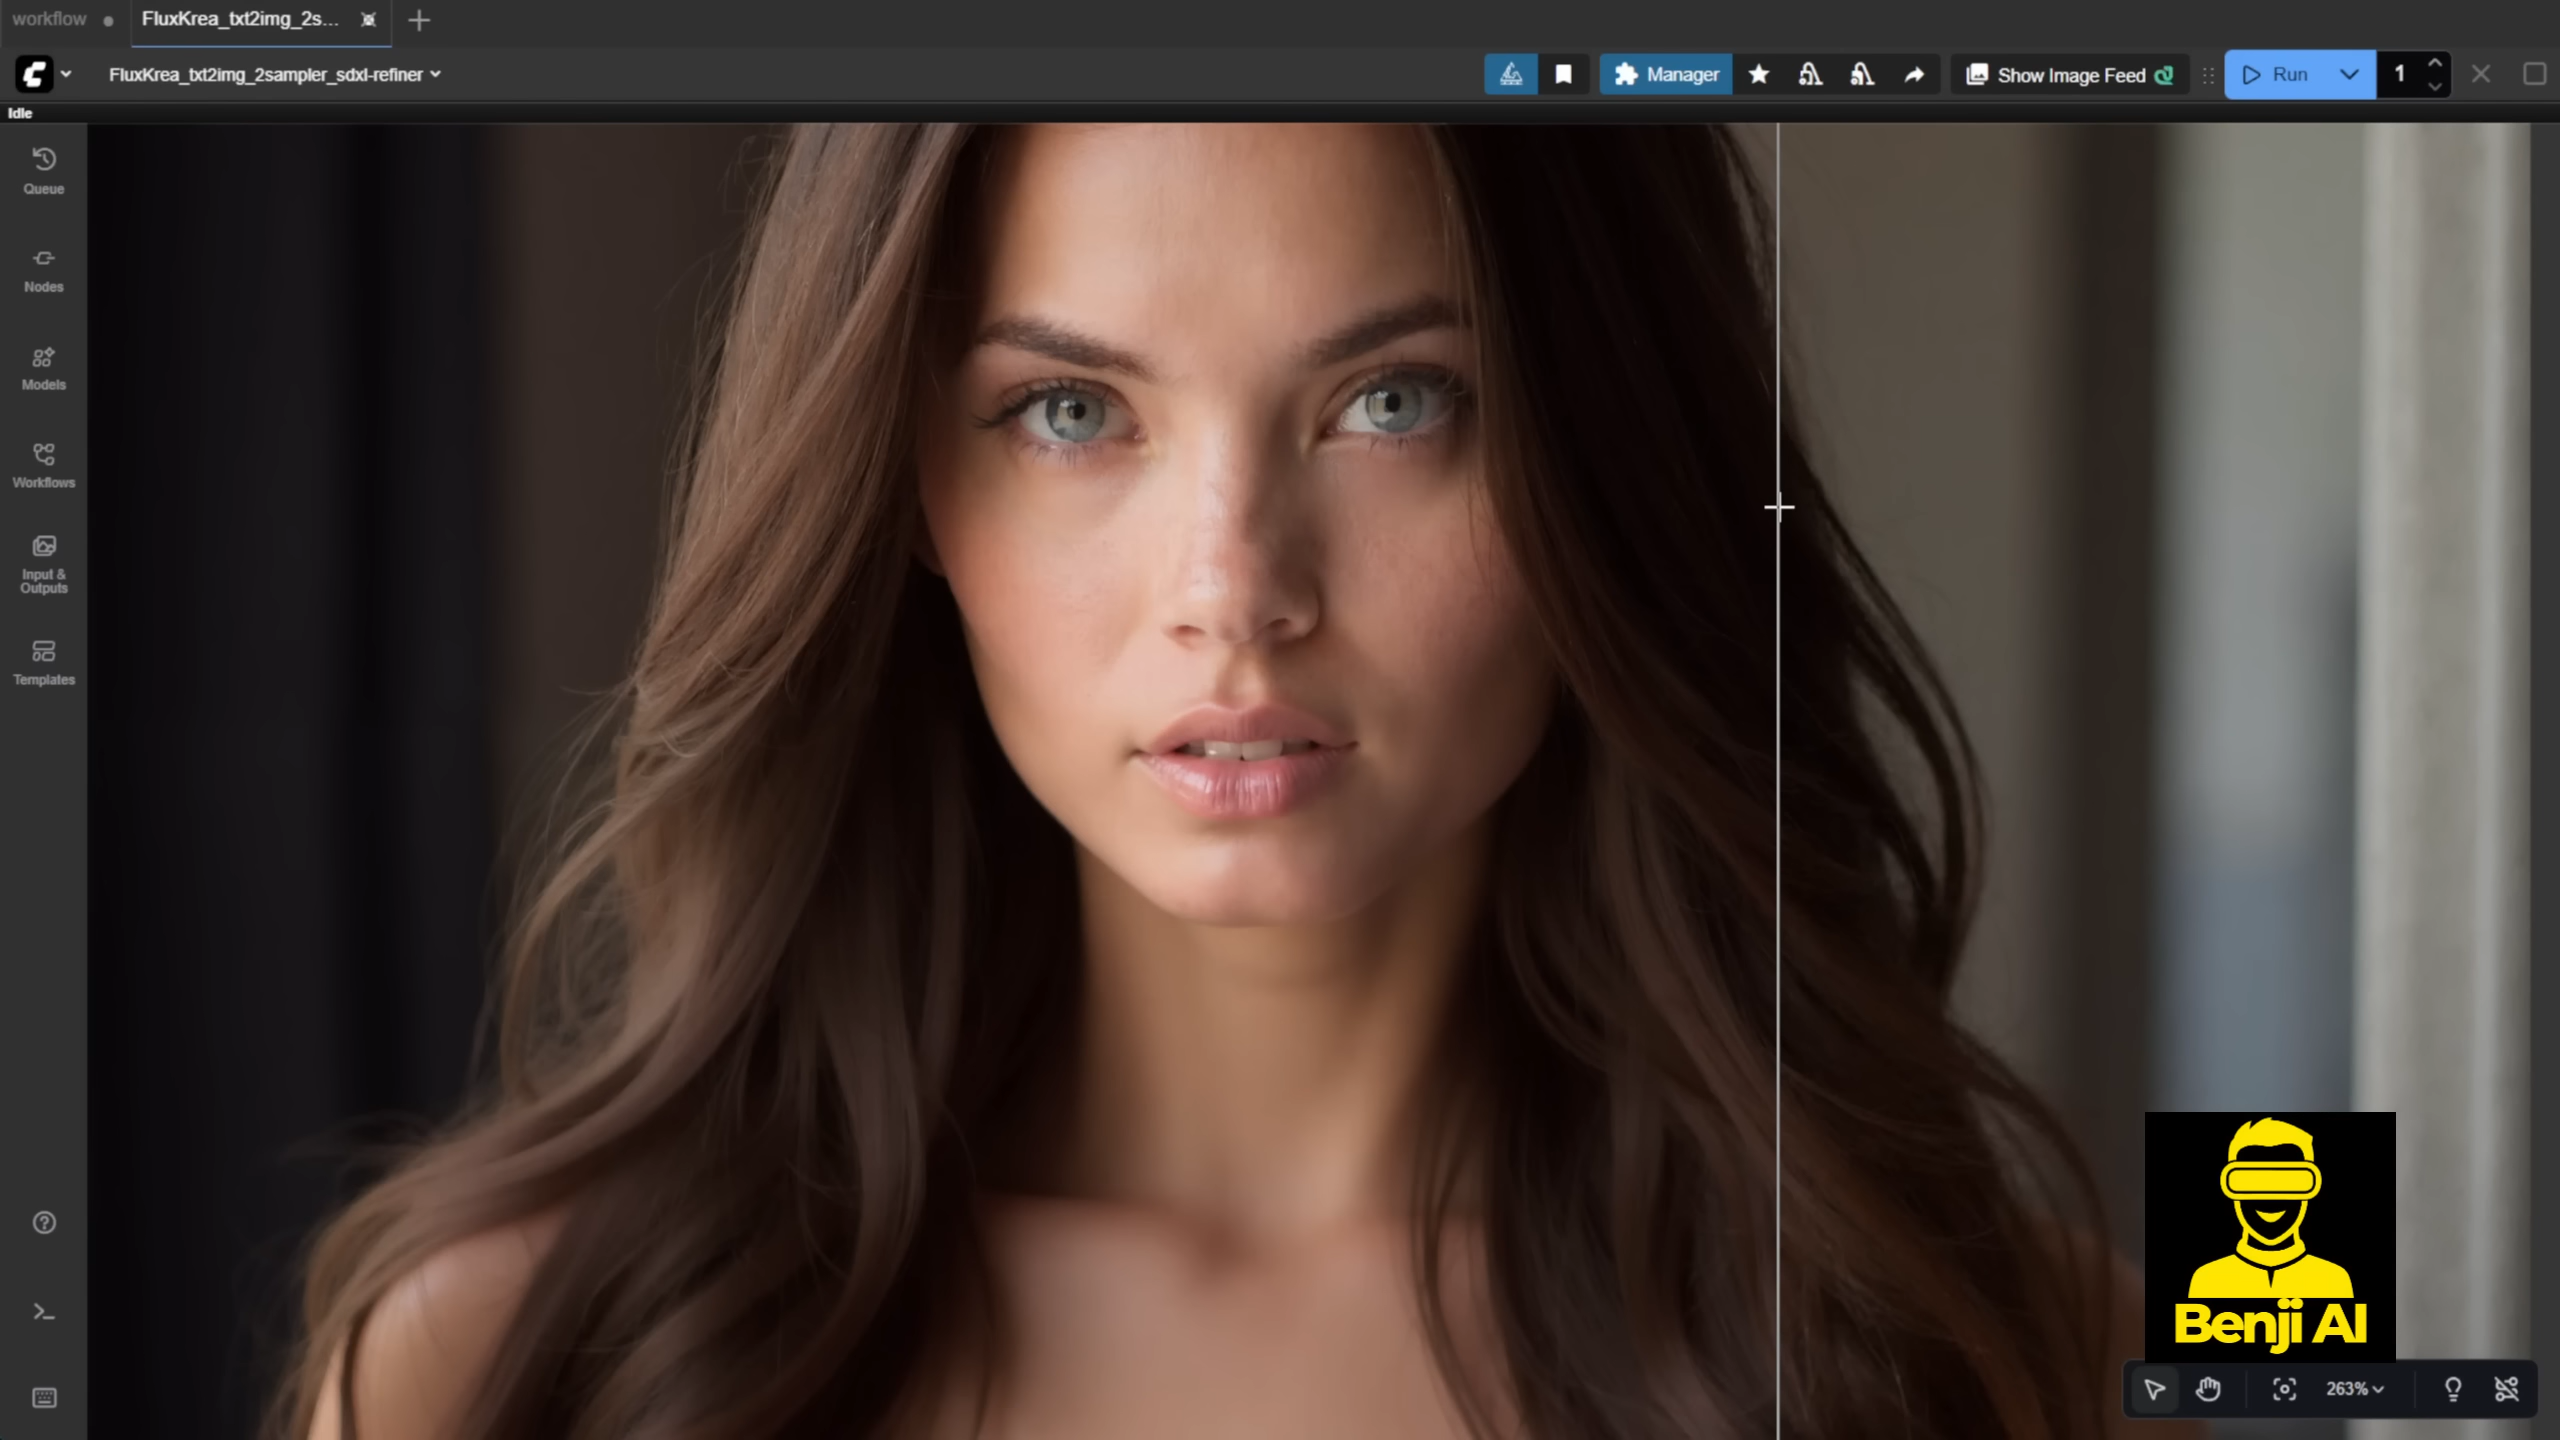 workflow
FluxKrea_txt2img_2s...
FluxKrea_txt2img_2sampler_sdxl-refiner
Manager
Show Image Feed
Run
1
Idle
Queue
Nodes
Models
Workflows
Input &
Outputs
Templates
Benji AI
263%